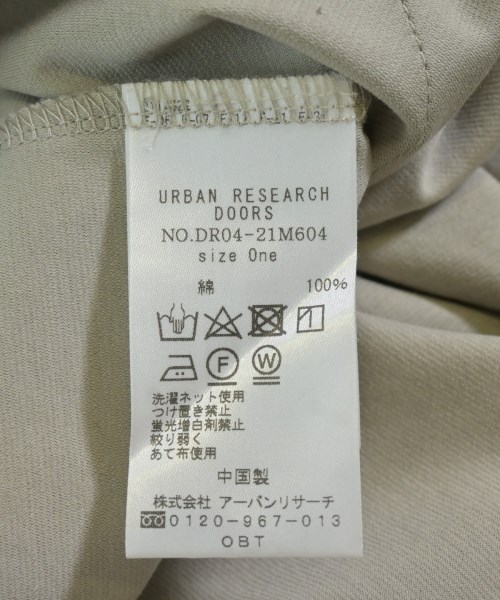 URBAN RESEARCH
DOORS
NO.DR04-21M604
size One
綿 100%
F W
洗濯ネット使用
つけ置き禁止
蛍光増白剤禁止
絞り弱く
あて布使用
中国製
株式会社 アーバンリサーチ
0120-967-013
OBT